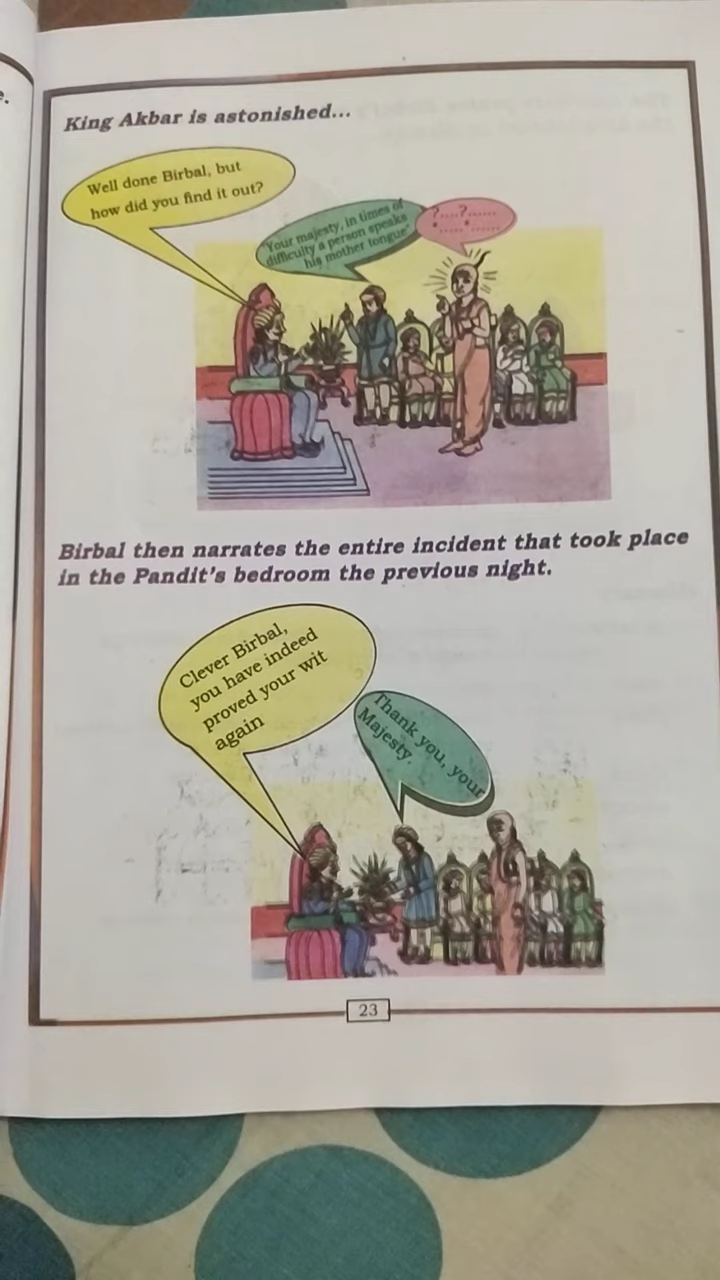 e.
King Akbar is astonished...
Well done Birbal, but
how did you find it out?
"Your majesty, in times of
difficulty a person speaks
his mother tongue"
?....?......
Birbal then narrates the entire incident that took place
in the Pandit's bedroom the previous night.
Clever Birbal,
you have indeed
proved your wit
again
Thank you, your
Majesty.
23